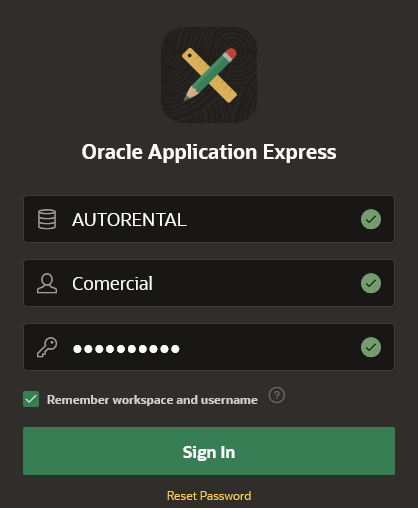 Oracle Application Express
AUTORENTAL
Comercial
••••••••••
Remember workspace and username
?
Sign In
Reset Password